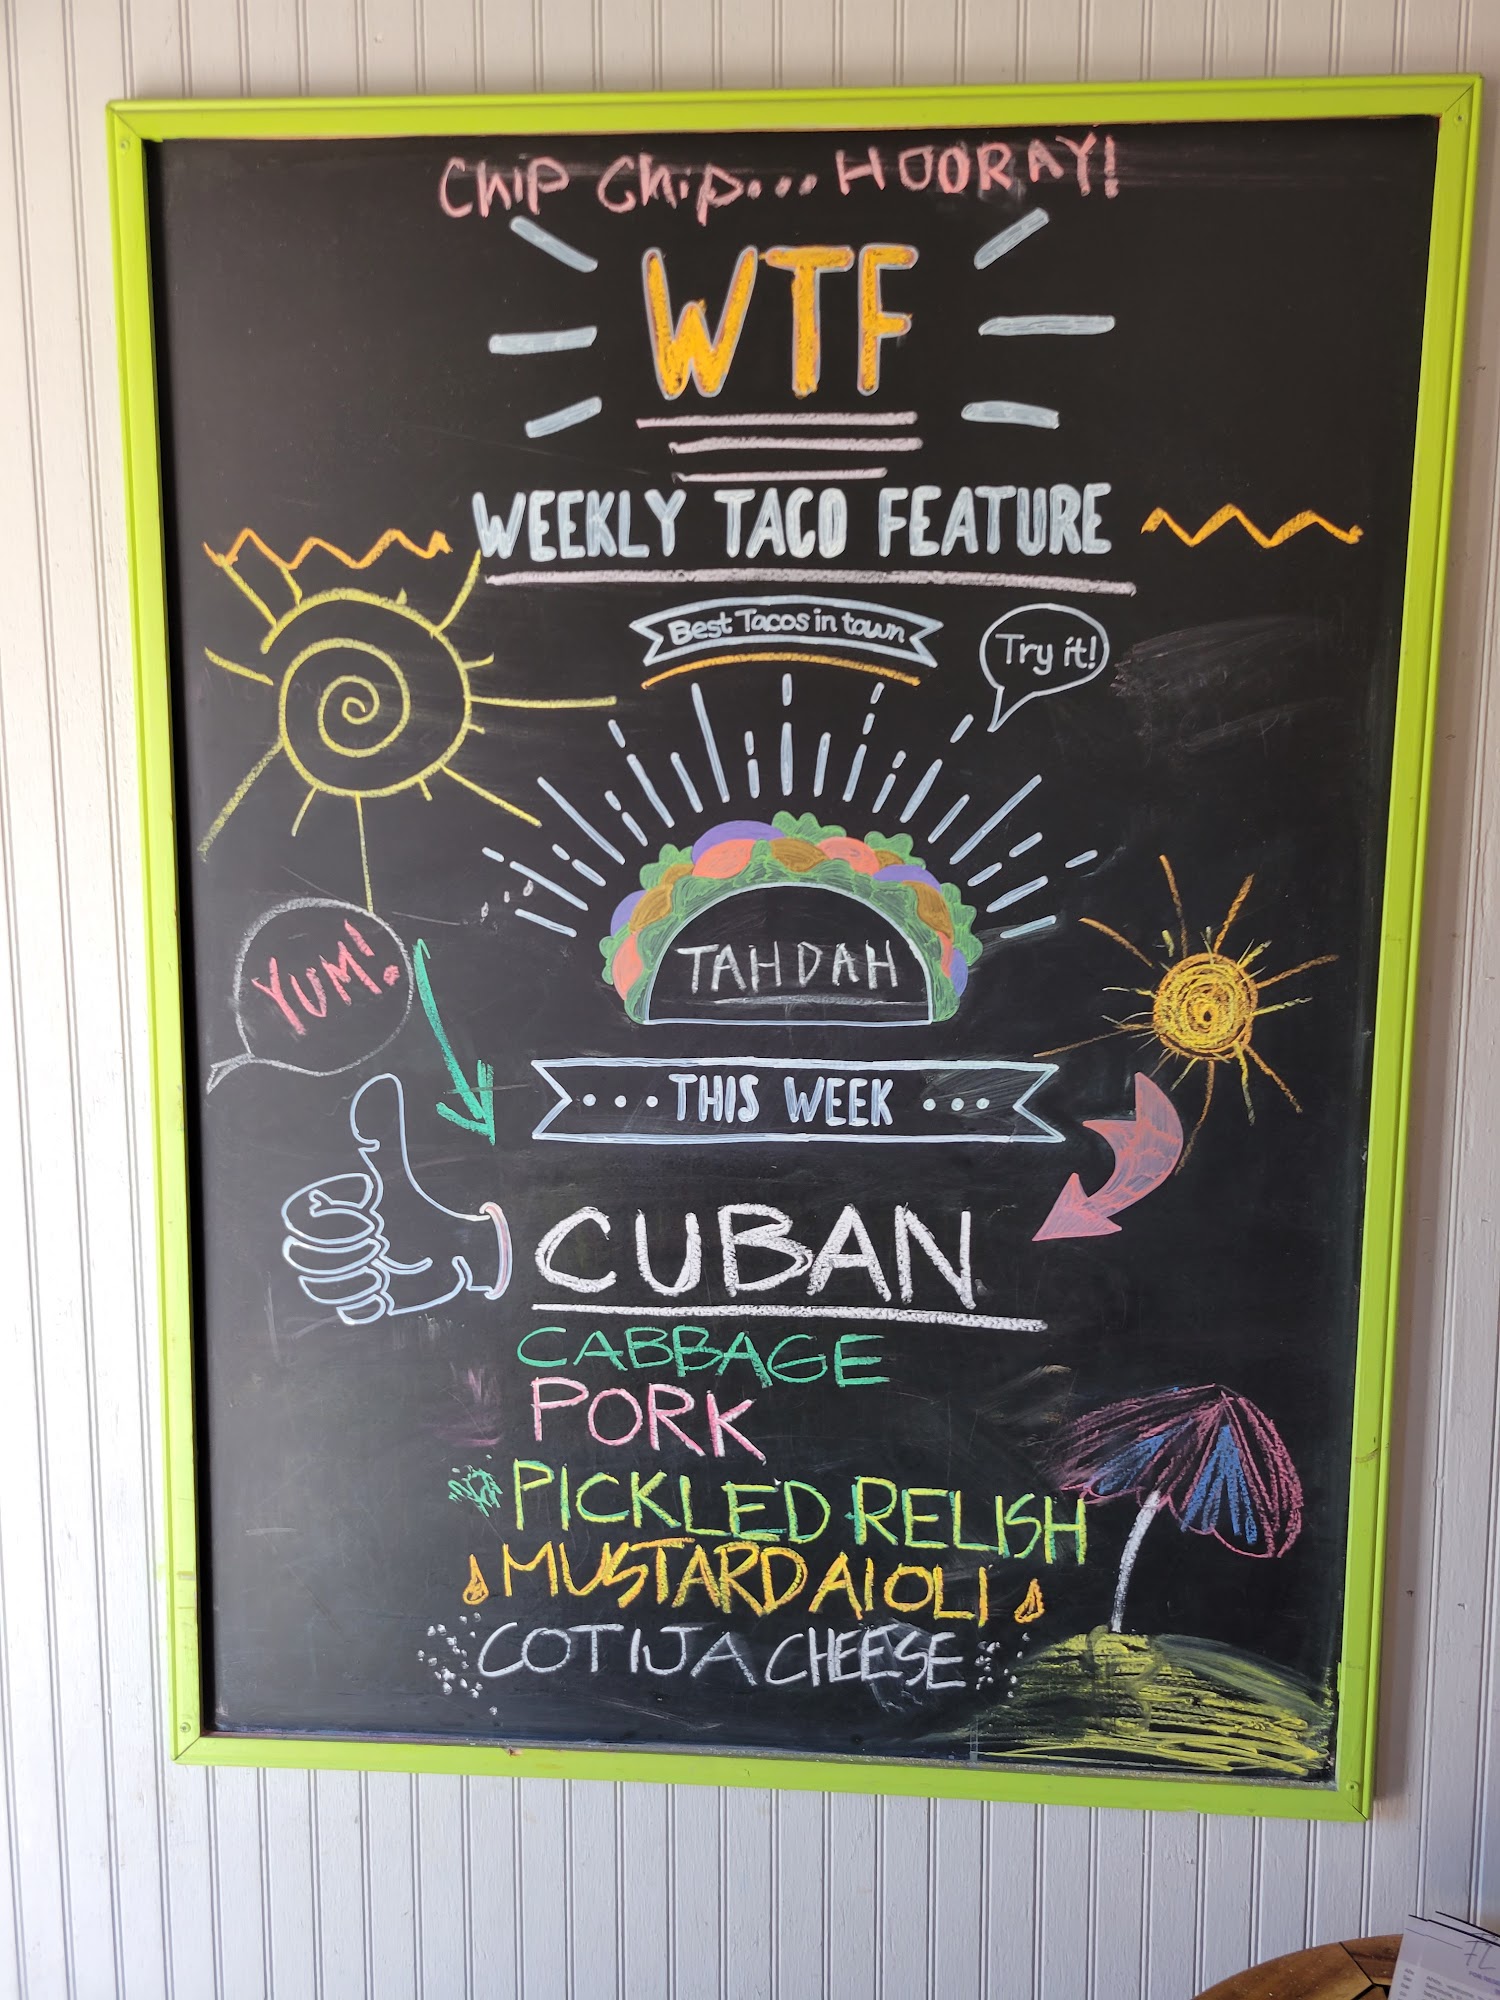 Chip Chip... HOORAY!
WTF
WEEKLY TACO FEATURE
Best Tacos in town
Try it!
TAHDAH
YUM!
...THIS WEEK...
CUBAN
CABBAGE
PORK
PICKLED RELISH
MUSTARD AIOLI
COTIJA CHEESE